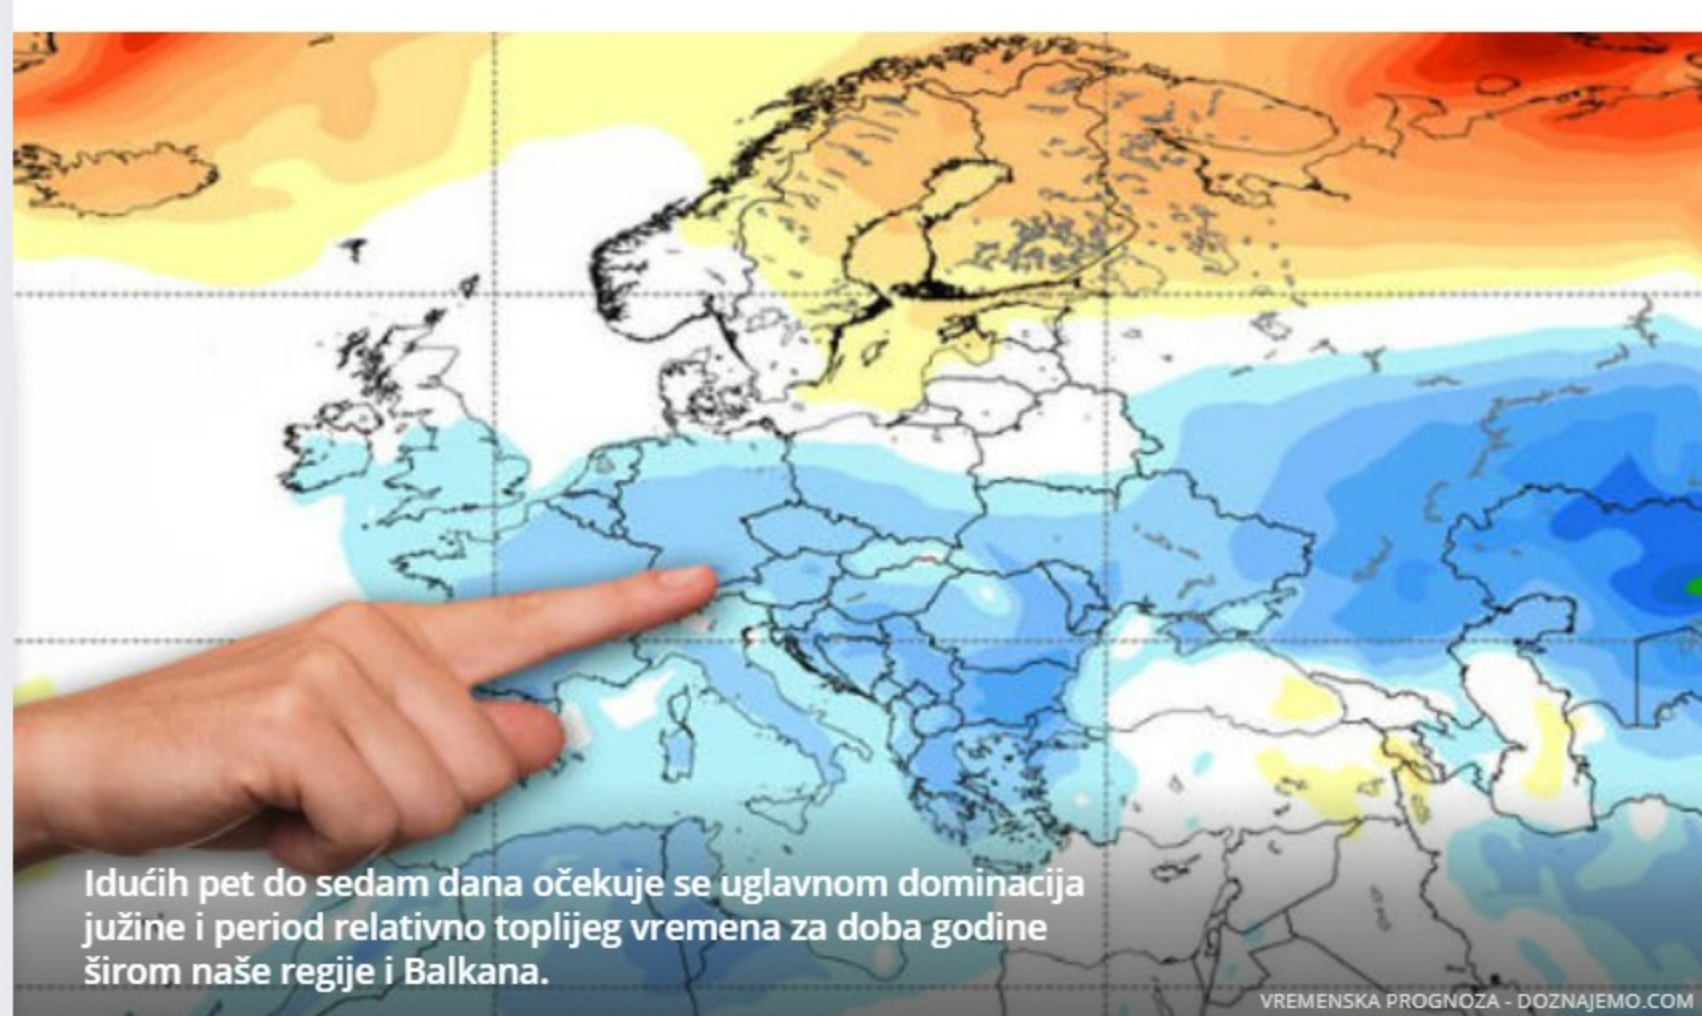 Idućih pet do sedam dana očekuje se uglavnom dominacija
južine i period relativno toplijeg vremena za doba godine
širom naše regije i Balkana.
VREMENSKA PROGNOZA - DOZNAJEMO.COM